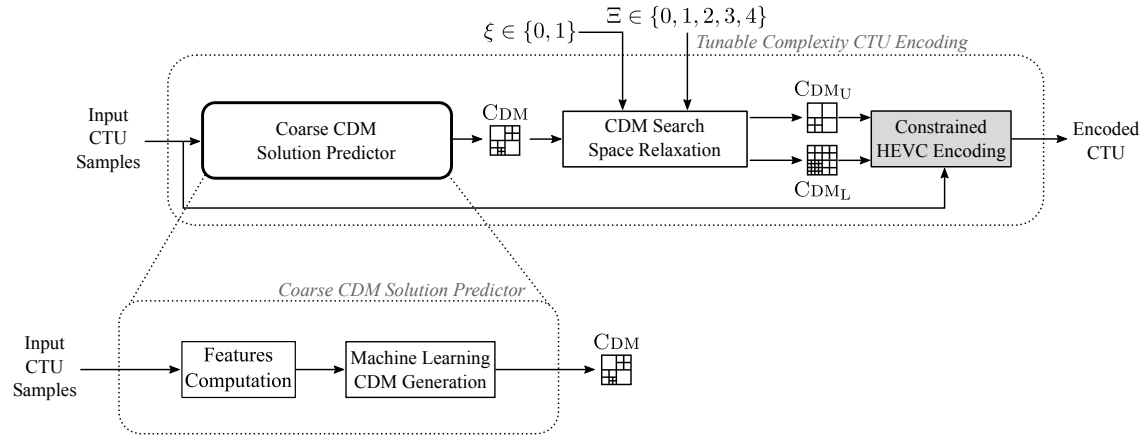 Ξ ∈ {0, 1, 2, 3, 4}
ξ ∈ {0, 1}
Tunable Complexity CTU Encoding
Input
CTU
Samples
Coarse CDM
Solution Predictor
CDM
CDM Search
Space Relaxation
CDM_U
CDM_L
Constrained
HEVC Encoding
Encoded
CTU
Coarse CDM Solution Predictor
Input
CTU
Samples
Features
Computation
Machine Learning
CDM Generation
CDM